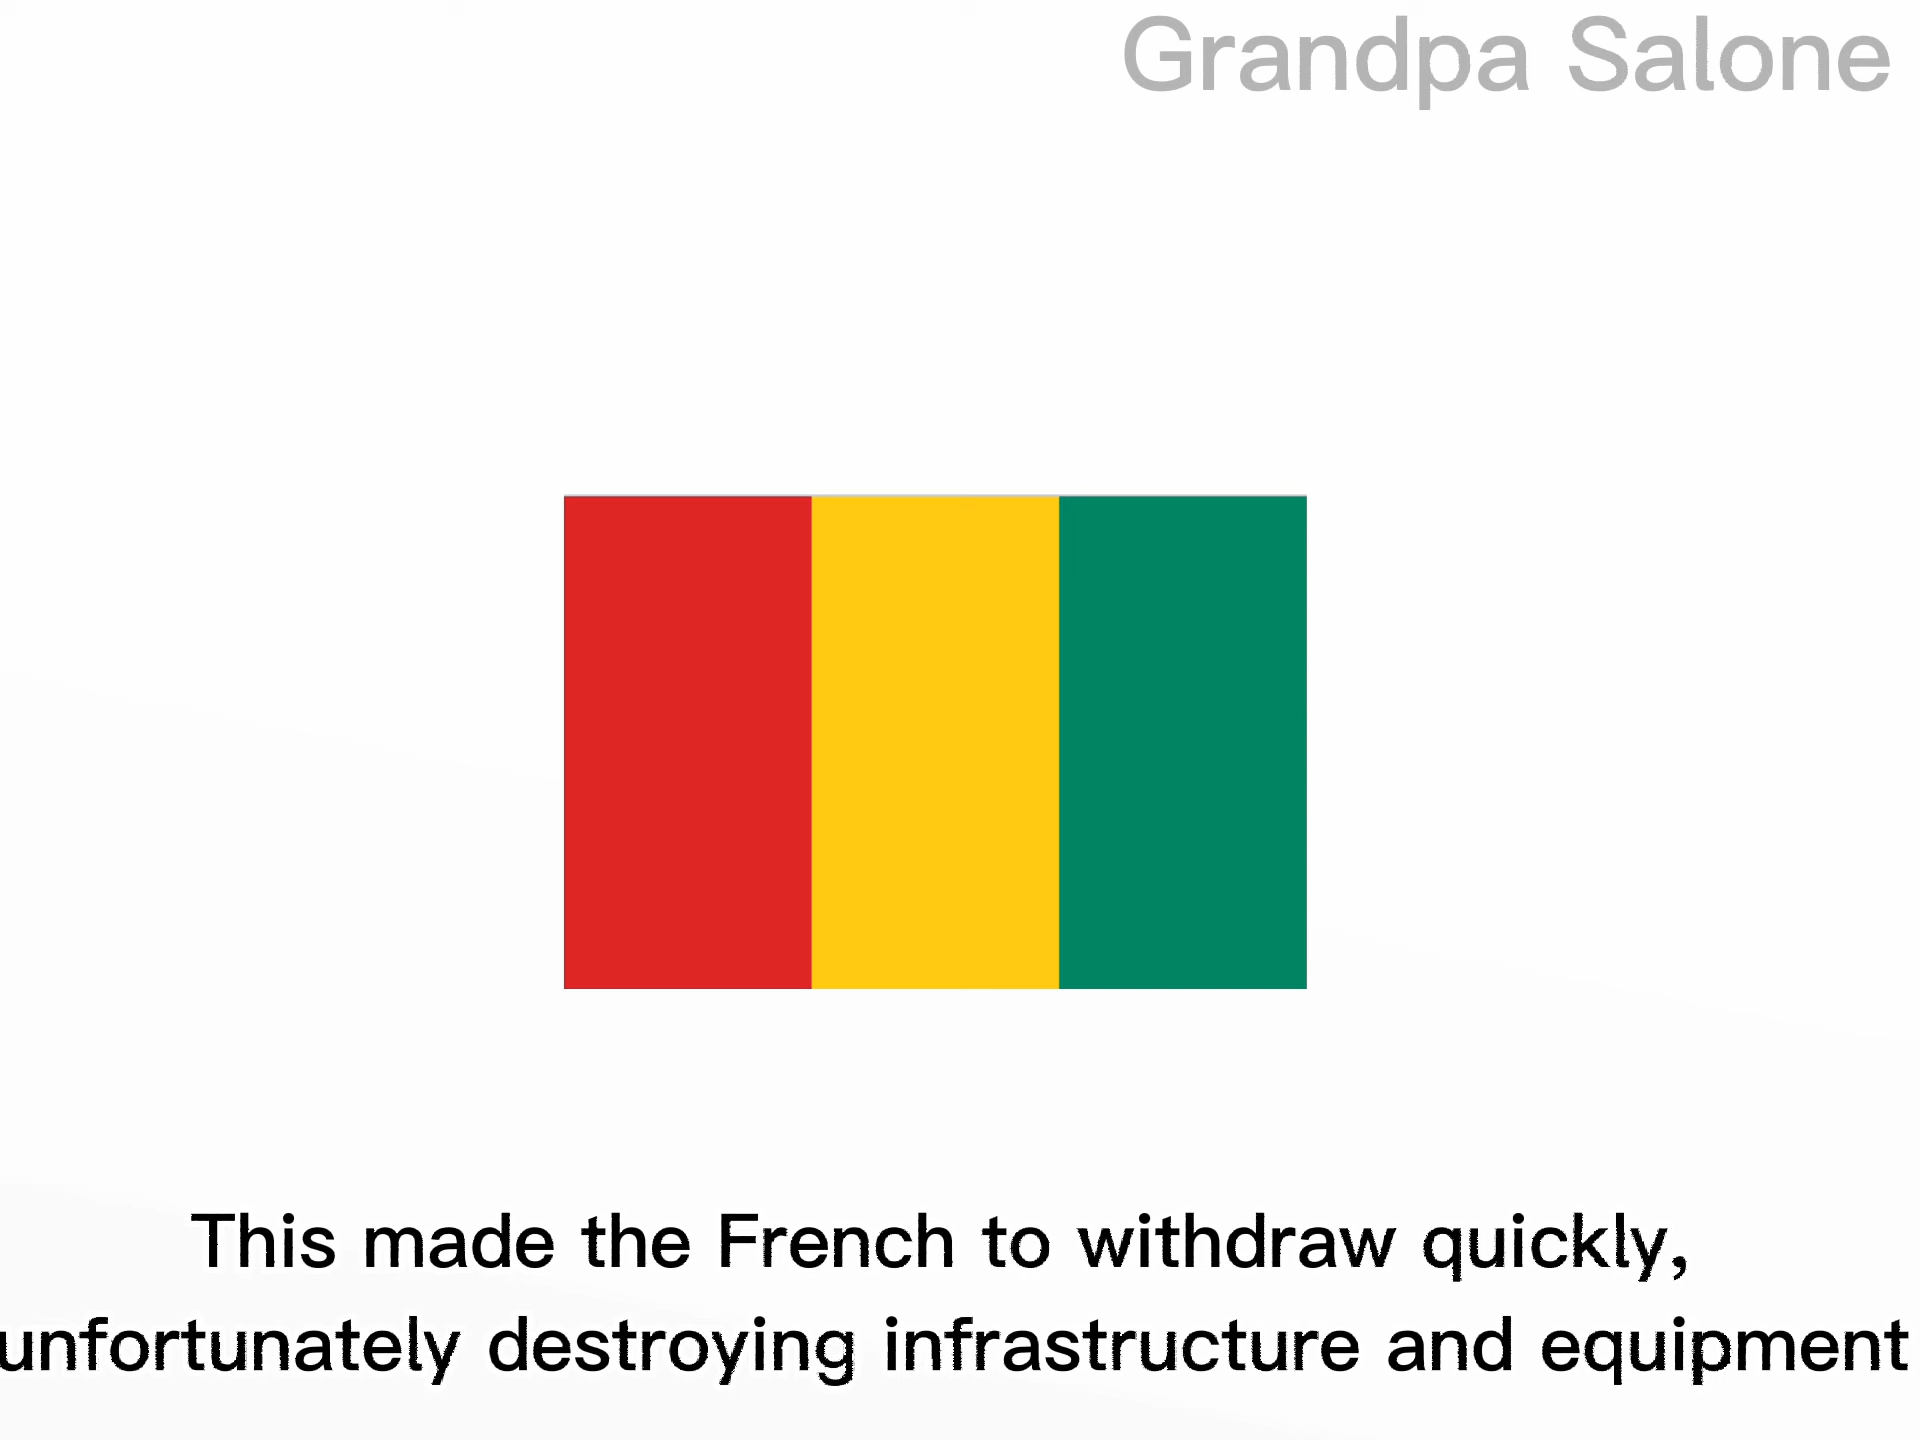 Grandpa Salone
This made the French to withdraw quickly,
unfortunately destroying infrastructure and equipment